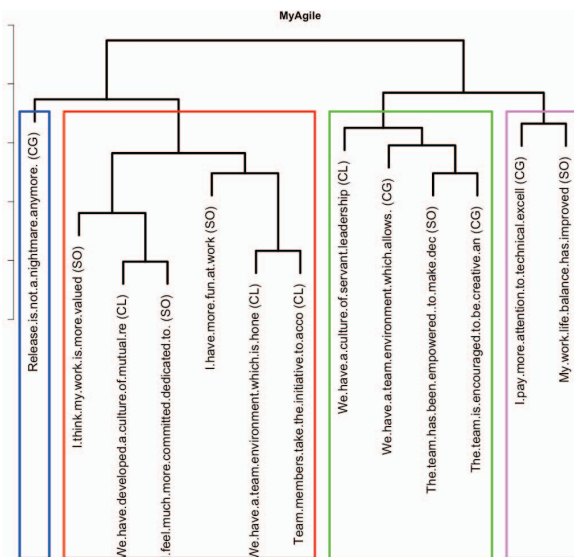 MyAgile
Release.is.not.a.nightmare.anymore. (CG)
I.think.my.work.is.more.valued (SO)
We.have.developed.a.culture.of.mutual.re (CL)
.feel.much.more.committed.dedicated.to. (SO)
I.have.more.fun.at.work (SO)
We.have.a.team.environment.which.is.hone (CL)
Team.members.take.the.initiative.to.acco (CL)
We.have.a.culture.of.servant.leadership (CL)
We.have.a.team.environment.which.allows. (CG)
The.team.has.been.empowered..to.make.dec (SO)
The.team.is.encouraged.to.be.creative.an (CG)
I.pay.more.attention.to.technical.excell (CG)
My.work.life.balance.has.improved (SO)